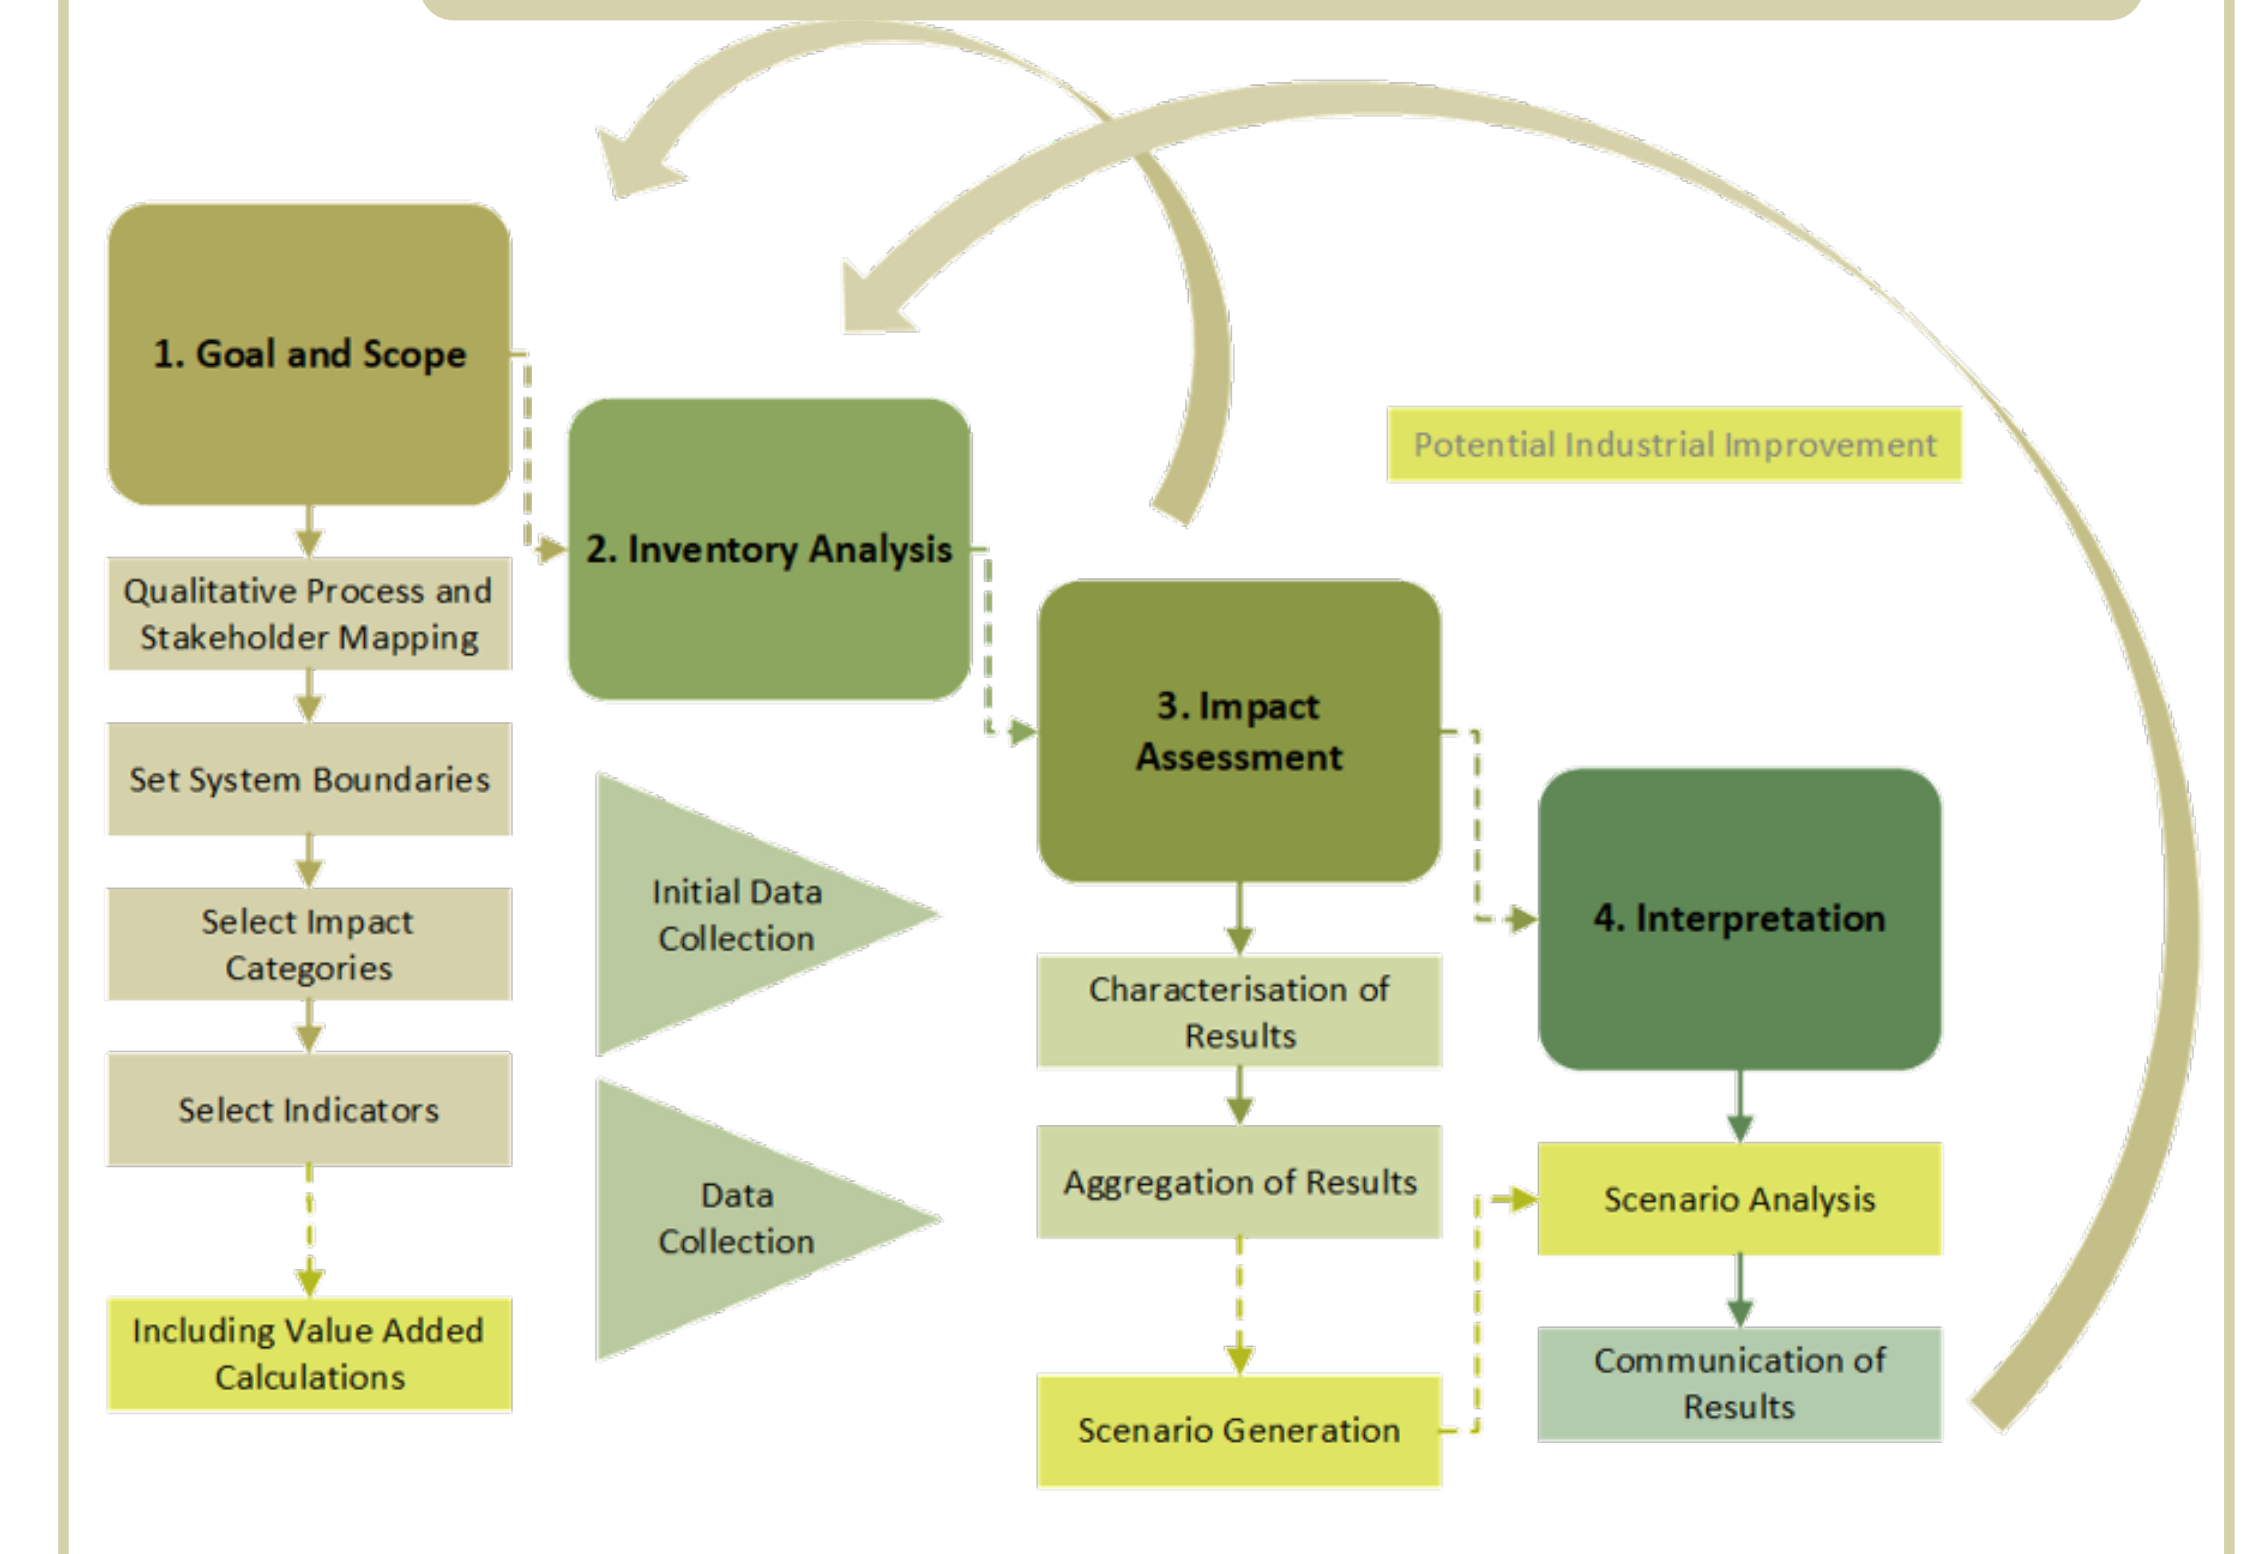 1. Goal and Scope
Qualitative Process and
Stakeholder Mapping
Set System Boundaries
Select Impact
Categories
Select Indicators
Including Value Added
Calculations
2. Inventory Analysis
Initial Data
Collection
Data
Collection
3. Impact
Assessment
Characterisation of
Results
Aggregation of Results
Scenario Generation
Potential Industrial Improvement
4. Interpretation
Scenario Analysis
Communication of
Results